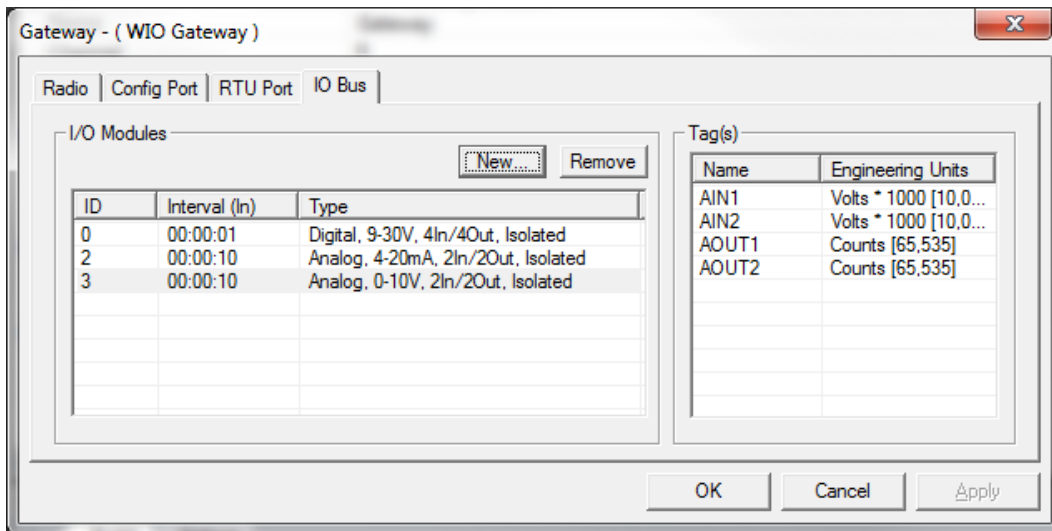 Gateway - ( WIO Gateway )
Radio Config Port RTU Port IO Bus
I/O Modules
New... Remove
ID Interval (In) Type
0 00:00:01 Digital, 9-30V, 4In/4Out, Isolated
2 00:00:10 Analog, 4-20mA, 2In/2Out, Isolated
3 00:00:10 Analog, 0-10V, 2In/2Out, Isolated
Tag(s)
Name Engineering Units
AIN1 Volts * 1000 [10,0...
AIN2 Volts * 1000 [10,0...
AOUT1 Counts [65,535]
AOUT2 Counts [65,535]
OK Cancel Apply